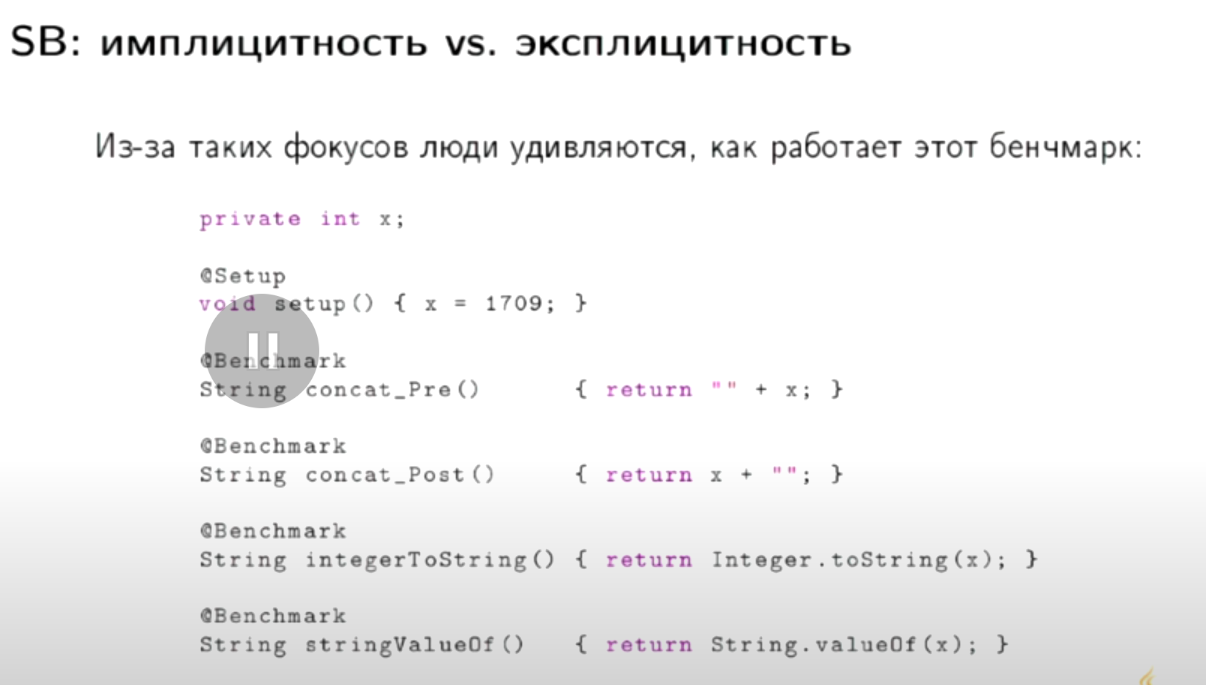 SB: имплицитность vs. эксплицитность
Из-за таких фокусов люди удивляются, как работает этот бенчмарк:
private int x;
@Setup
void setup() { x = 1709; }
@Benchmark
String concat_Pre() { return "" + x; }
@Benchmark
String concat_Post() { return x + ""; }
@Benchmark
String integerToString() { return Integer.toString(x); }
@Benchmark
String stringValueOf() { return String.valueOf(x); }